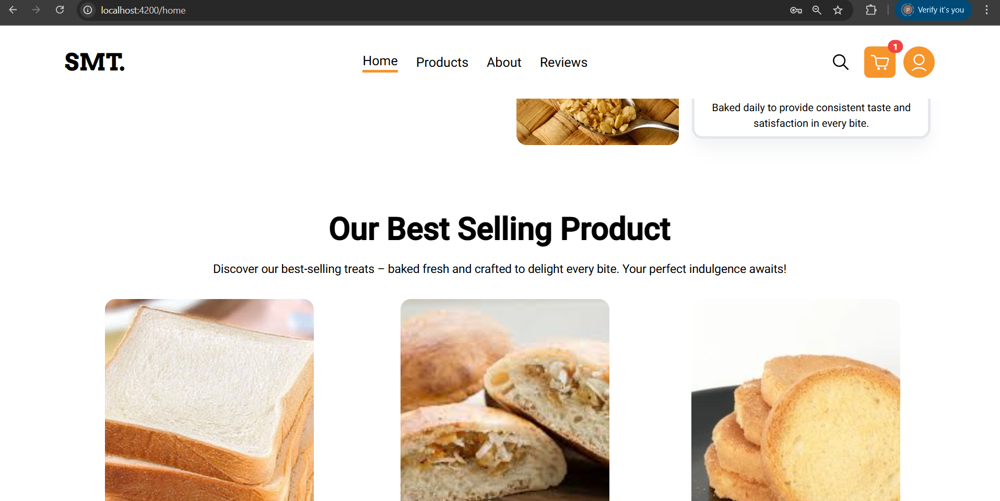 localhost:4200/home
P
Verify it's you
SMT.
Home
Products
About
Reviews
1
Baked daily to provide consistent taste and
satisfaction in every bite.
Our Best Selling Product
Discover our best-selling treats – baked fresh and crafted to delight every bite. Your perfect indulgence awaits!